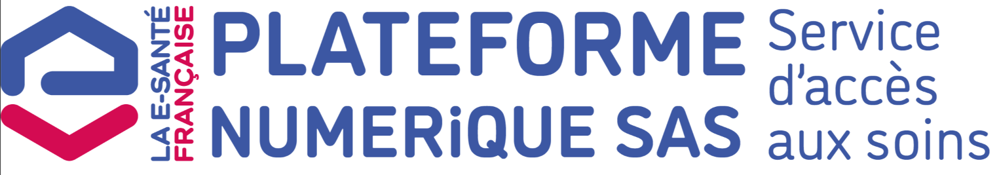 LA E-SANTÉ
FRANÇAISE
PLATEFORME
NUMERiQUE SAS
Service
d'accès
aux soins